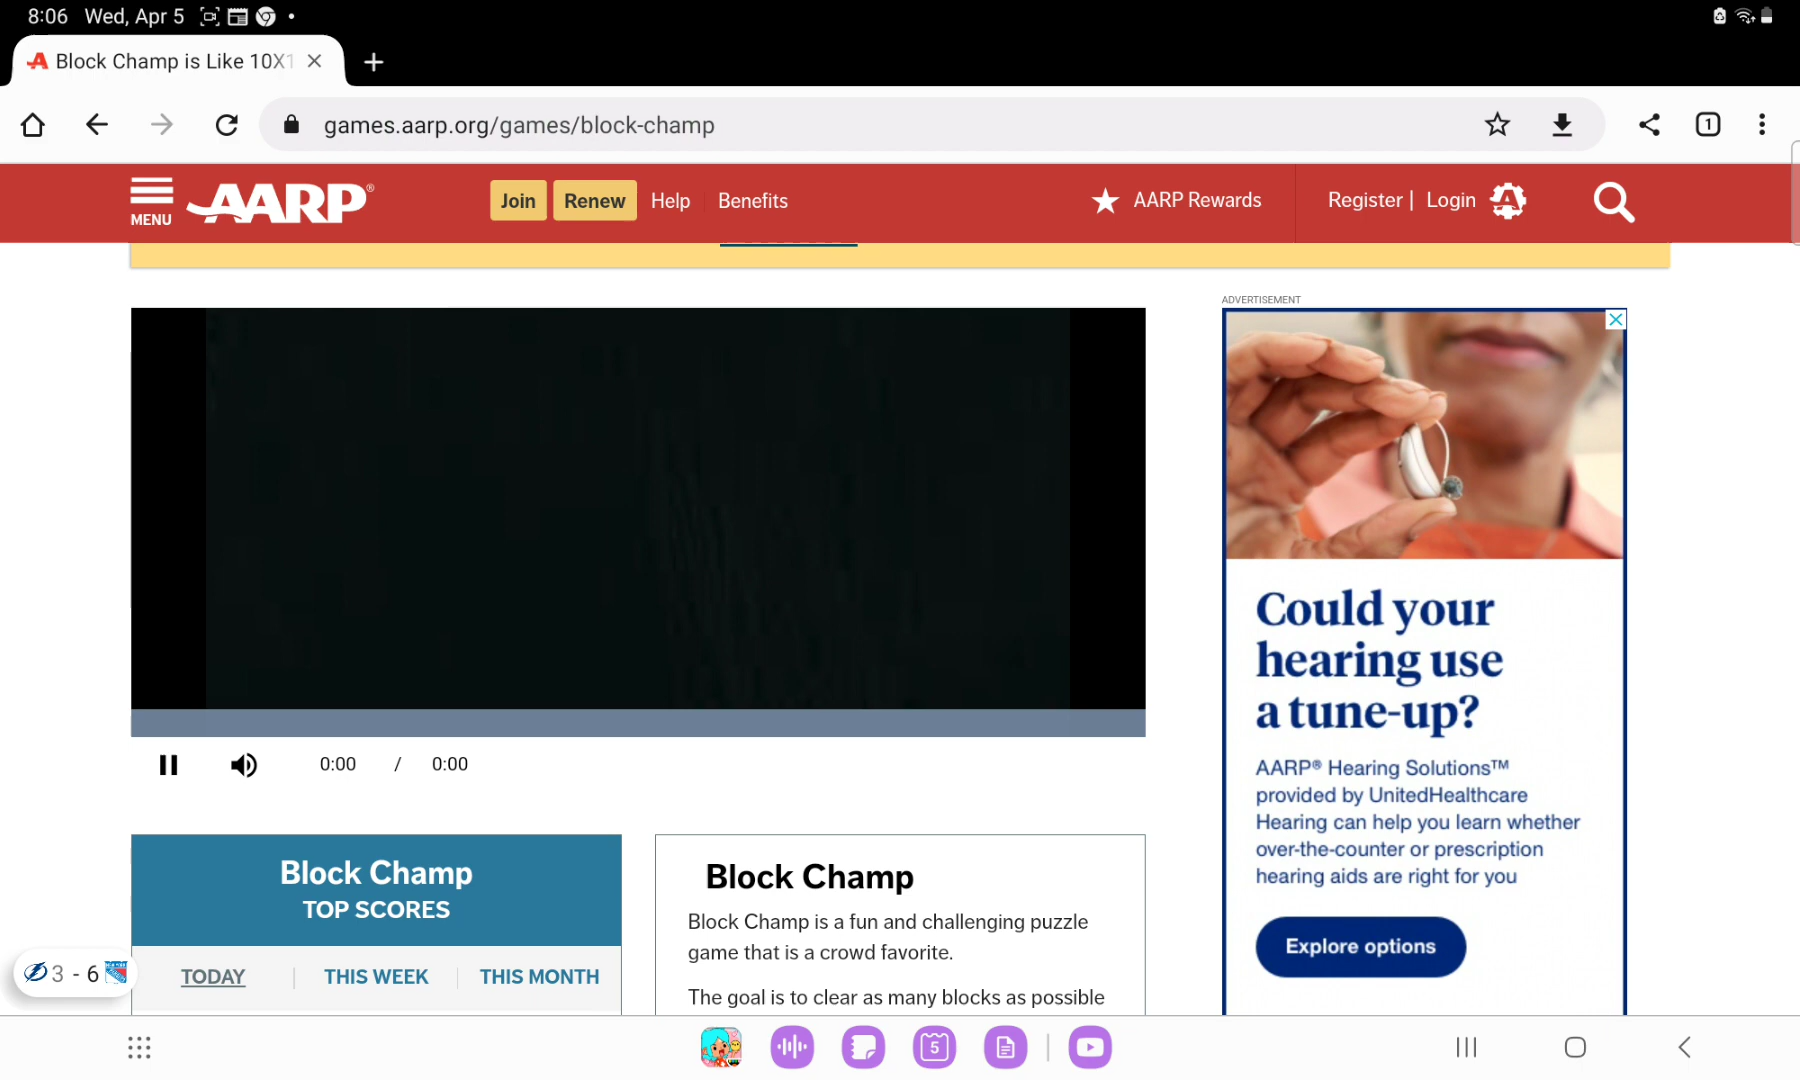 8:06 Wed, Apr 5
Block Champ is Like 10X1
games.aarp.org/games/block-champ
1
MENU
AARP®
Join
Renew
Help
Benefits
AARP Rewards
Register | Login
ADVERTISEMENT
0:00 / 0:00
Could your
hearing use
a tune-up?
AARP® Hearing Solutions™
provided by UnitedHealthcare
Hearing can help you learn whether
over-the-counter or prescription
hearing aids are right for you
Explore options
Block Champ
TOP SCORES
TODAY
THIS WEEK
THIS MONTH
Block Champ
Block Champ is a fun and challenging puzzle
game that is a crowd favorite.
The goal is to clear as many blocks as possible
3 - 6
5